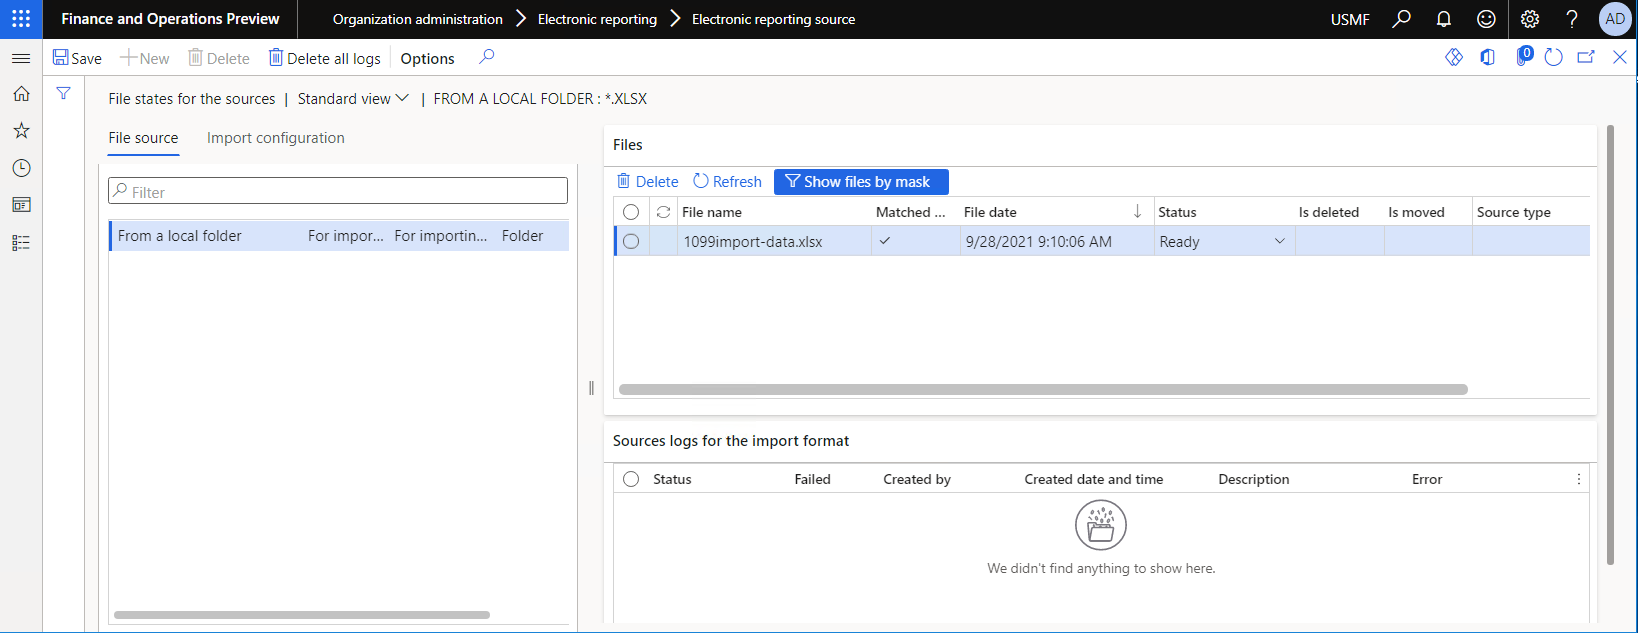 Finance and Operations Preview
Organization administration > Electronic reporting > Electronic reporting source
USMF
? AD
Save New Delete Delete all logs Options
0
File states for the sources | Standard view | FROM A LOCAL FOLDER : *.XLSX
File source Import configuration
Filter
From a local folder For impor... For importin... Folder
Files
Delete Refresh Show files by mask
File name Matched ... File date ↓ Status Is deleted Is moved Source type
1099import-data.xlsx ✓ 9/28/2021 9:10:06 AM Ready
Sources logs for the import format
Status Failed Created by Created date and time Description Error
We didn't find anything to show here.